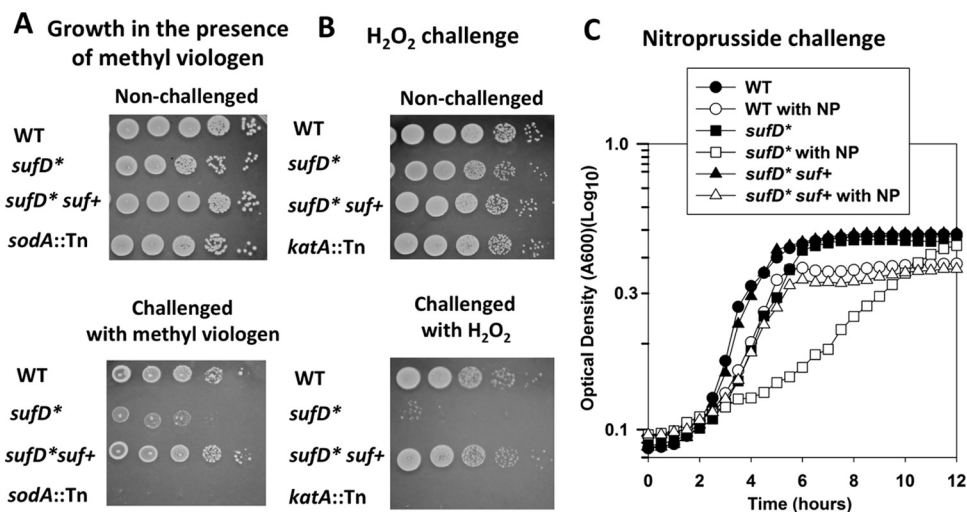 A
Growth in the presence
of methyl viologen
Non-challenged
WT
sufD*
sufD* suf+
sodA::Tn
Challenged
with methyl viologen
WT
sufD*
sufD*suf+
sodA::Tn
B
H₂O₂ challenge
Non-challenged
WT
sufD*
sufD* suf+
katA::Tn
Challenged
with H₂O₂
WT
sufD*
sufD* suf+
katA::Tn
C
Nitroprusside challenge
WT
WT with NP
sufD*
sufD* with NP
sufD* suf+
sufD* suf+ with NP
Optical Density (A600)(Log10)
1.0
0.3
0.1
0 2 4 6 8 10 12
Time (hours)